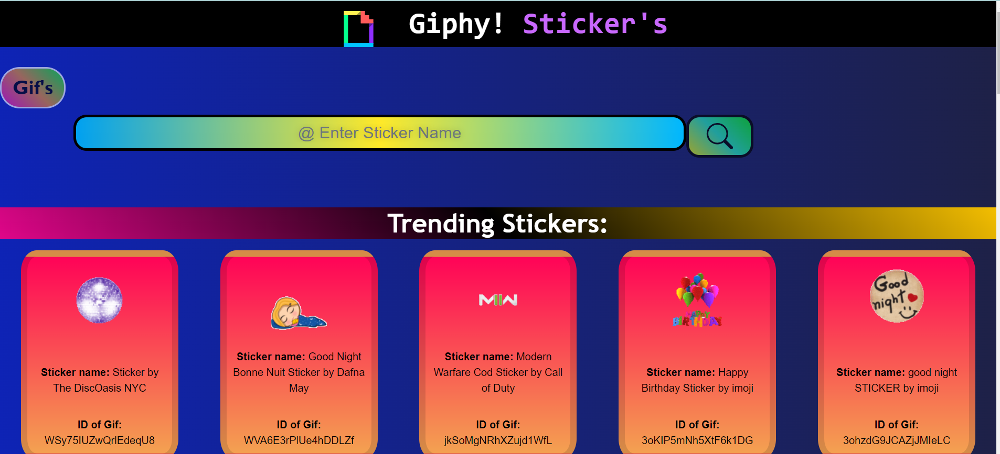 Giphy! Sticker's
Gif's
@ Enter Sticker Name
Trending Stickers:
Sticker name: Sticker by
The DiscOasis NYC
ID of Gif:
WSy75IUZwQrlEdeqU8
Sticker name: Good Night
Bonne Nuit Sticker by Dafna
May
ID of Gif:
WVA6E3rPlUe4hDDLZf
MIIW
Sticker name: Modern
Warfare Cod Sticker by Call
of Duty
ID of Gif:
jkSoMgNRhXZujd1WfL
HAPPY
BIRTHDAY
Sticker name: Happy
Birthday Sticker by imoji
ID of Gif:
3oKIP5mNh5XtF6k1DG
Good
night
Sticker name: good night
STICKER by imoji
ID of Gif:
3ohzdG9JCAZjJMIeLC